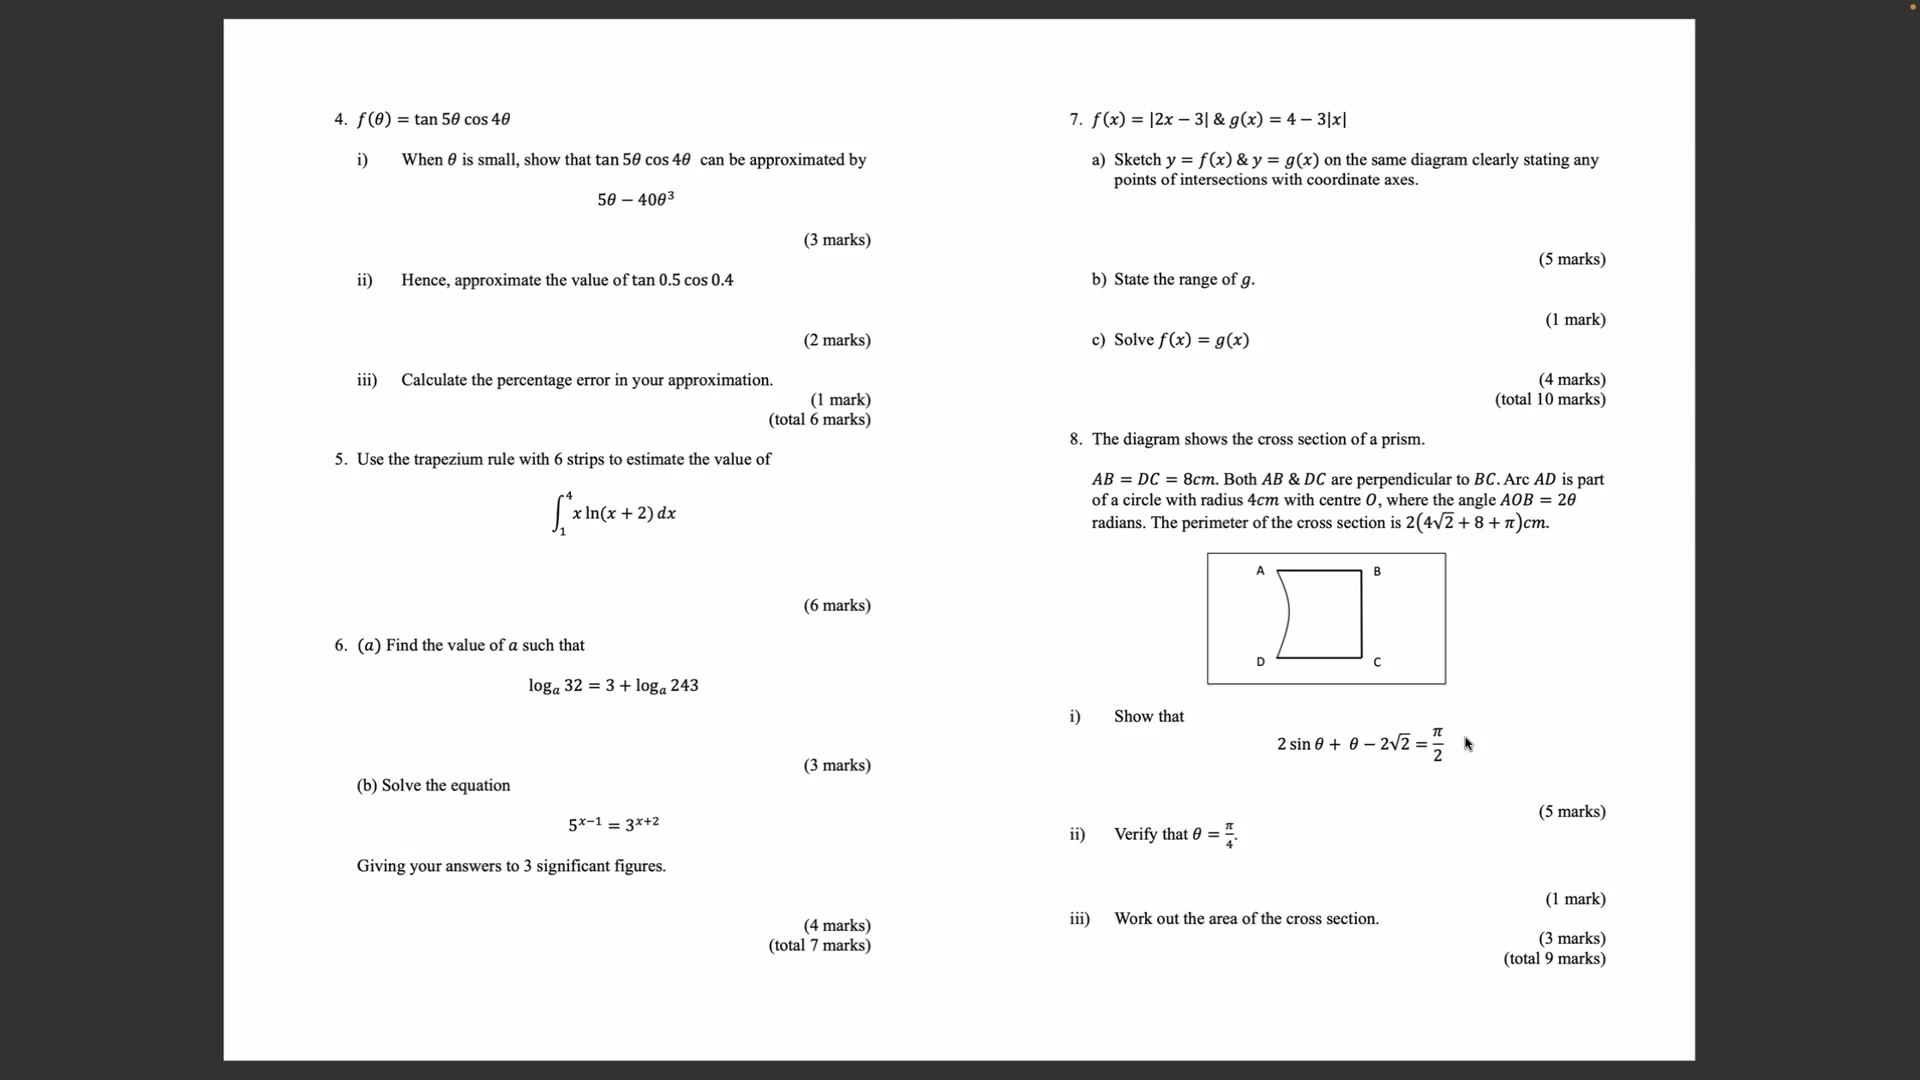 4. f(θ) = tan 5θ cos 4θ
i) When θ is small, show that tan 5θ cos 4θ can be approximated by
5θ − 40θ³
(3 marks)
ii) Hence, approximate the value of tan 0.5 cos 0.4
(2 marks)
iii) Calculate the percentage error in your approximation.
(1 mark)
(total 6 marks)
5. Use the trapezium rule with 6 strips to estimate the value of
∫₁⁴ x ln(x + 2) dx
(6 marks)
6. (a) Find the value of a such that
logₐ 32 = 3 + logₐ 243
(3 marks)
(b) Solve the equation
5ˣ⁻¹ = 3ˣ⁺²
Giving your answers to 3 significant figures.
(4 marks)
(total 7 marks)
7. f(x) = |2x − 3| & g(x) = 4 − 3|x|
a) Sketch y = f(x) & y = g(x) on the same diagram clearly stating any
points of intersections with coordinate axes.
(5 marks)
b) State the range of g.
(1 mark)
c) Solve f(x) = g(x)
(4 marks)
(total 10 marks)
8. The diagram shows the cross section of a prism.
AB = DC = 8cm. Both AB & DC are perpendicular to BC. Arc AD is part
of a circle with radius 4cm with centre O, where the angle AOB = 2θ
radians. The perimeter of the cross section is 2(4√2 + 8 + π)cm.
A B
D C
i) Show that
2 sin θ + θ − 2√2 = π/2
(5 marks)
ii) Verify that θ = π/4.
(1 mark)
iii) Work out the area of the cross section.
(3 marks)
(total 9 marks)